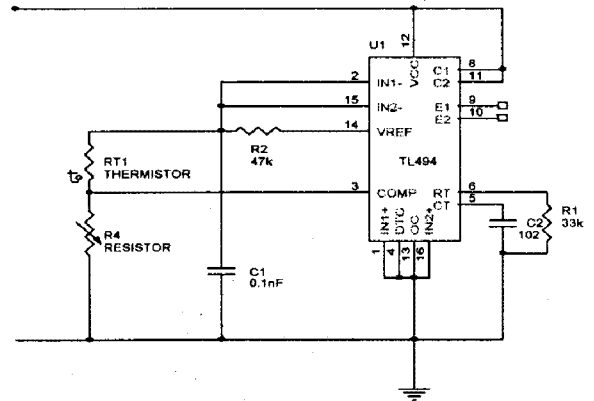 U1
12
VCC
2
IN1-
C1
8
C2
11
15
IN2-
E1
9
E2
10
R2
47k
14
VREF
TL494
RT1
THERMISTOR
3
COMP
RT
6
CT
5
R4
RESISTOR
C2
102
R1
33k
IN1+
DTC
OC
IN2+
1
4
13
16
C1
0.1nF